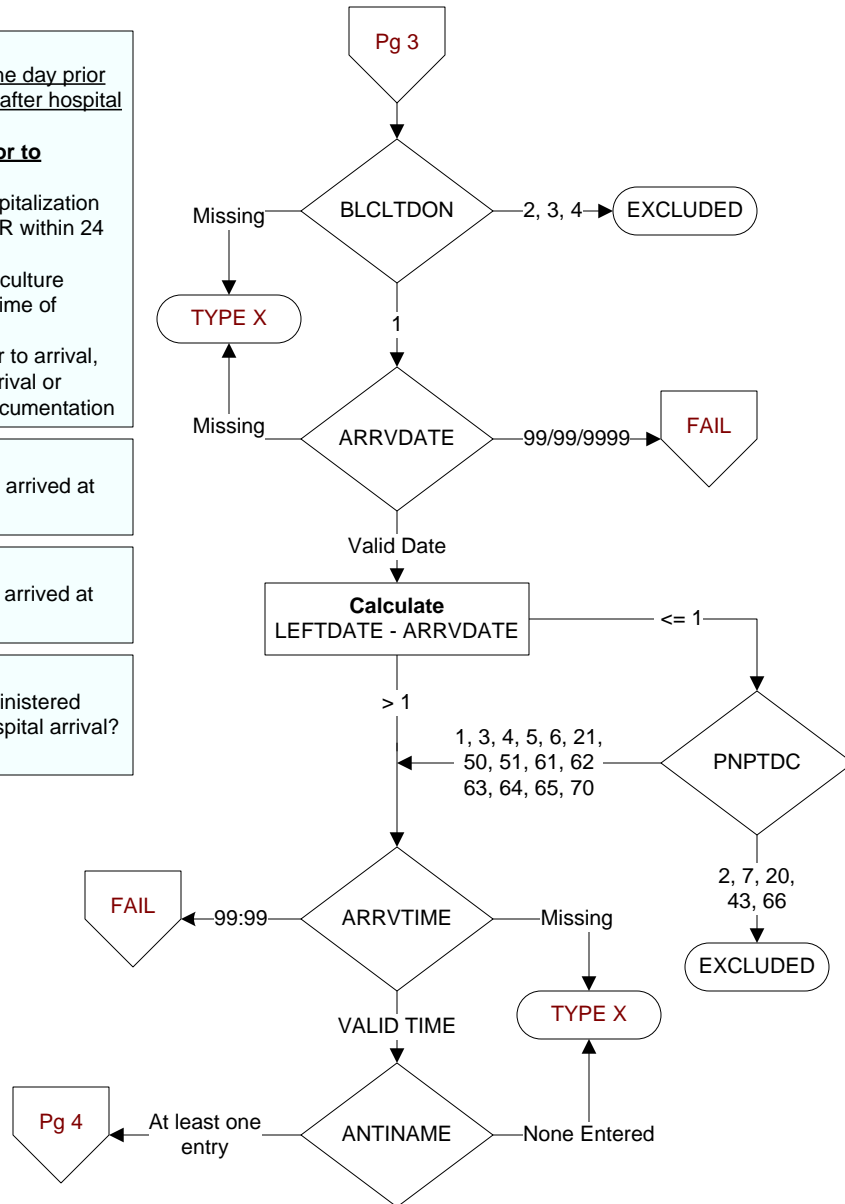 ne day prior
after hospital
or to
pitalization
R within 24
culture
ime of
r to arrival,
rival or
cumentation
arrived at
arrived at
inistered
spital arrival?
Pg 3
BLCLTDON
Missing
2, 3, 4
EXCLUDED
TYPE X
1
ARRVDATE
Missing
99/99/9999
FAIL
Valid Date
Calculate
LEFTDATE - ARRVDATE
<= 1
> 1
1, 3, 4, 5, 6, 21,
50, 51, 61, 62
63, 64, 65, 70
PNPTDC
2, 7, 20,
43, 66
EXCLUDED
FAIL
99:99
ARRVTIME
Missing
TYPE X
VALID TIME
Pg 4
At least one
entry
ANTINAME
None Entered